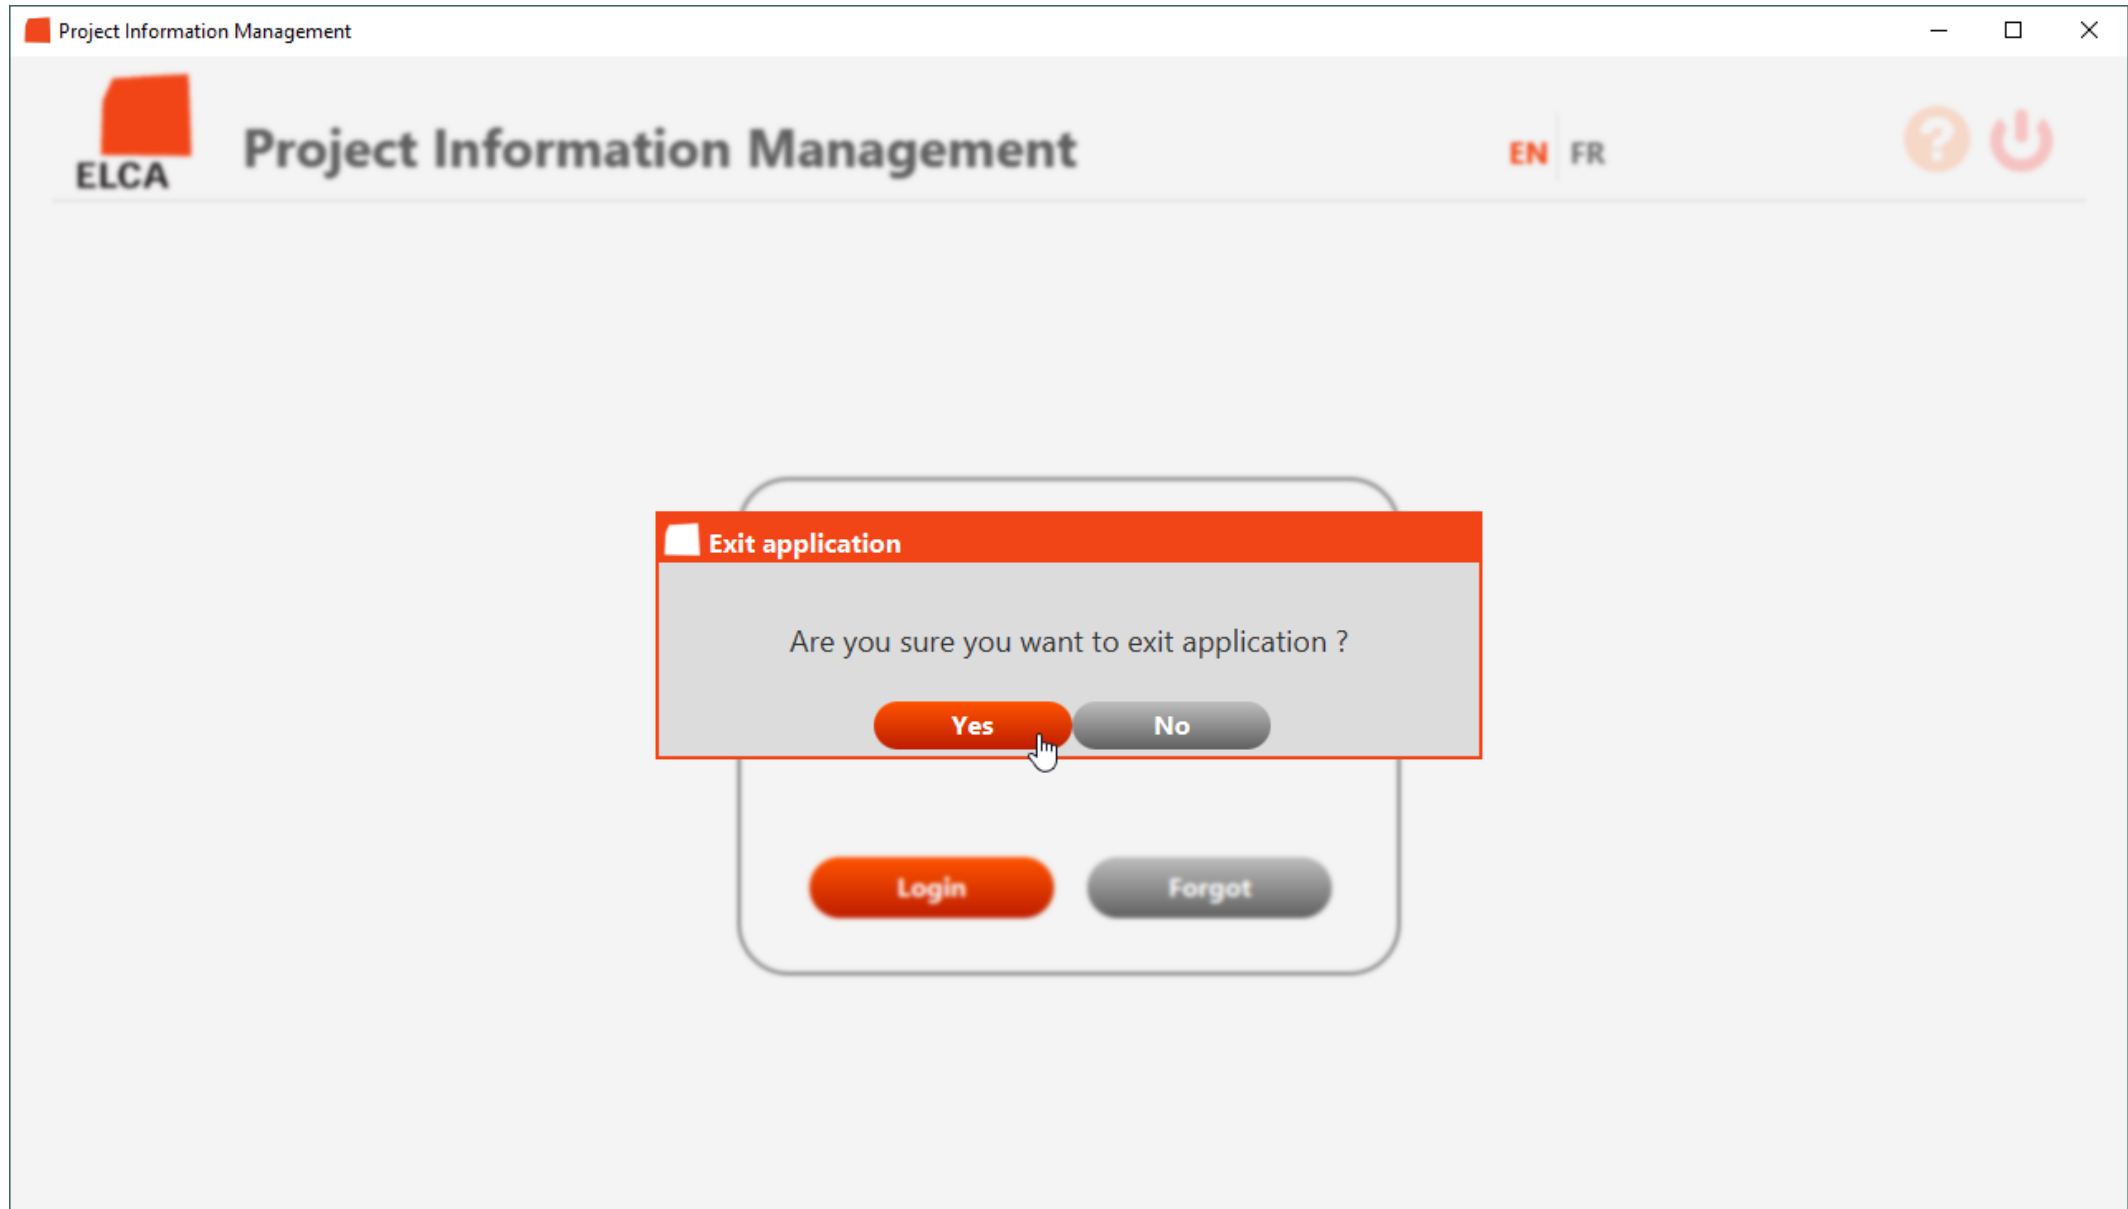 Project Information Management
ELCA
Project Information Management
EN FR
?
Exit application
Are you sure you want to exit application ?
Yes No
Login Forgot